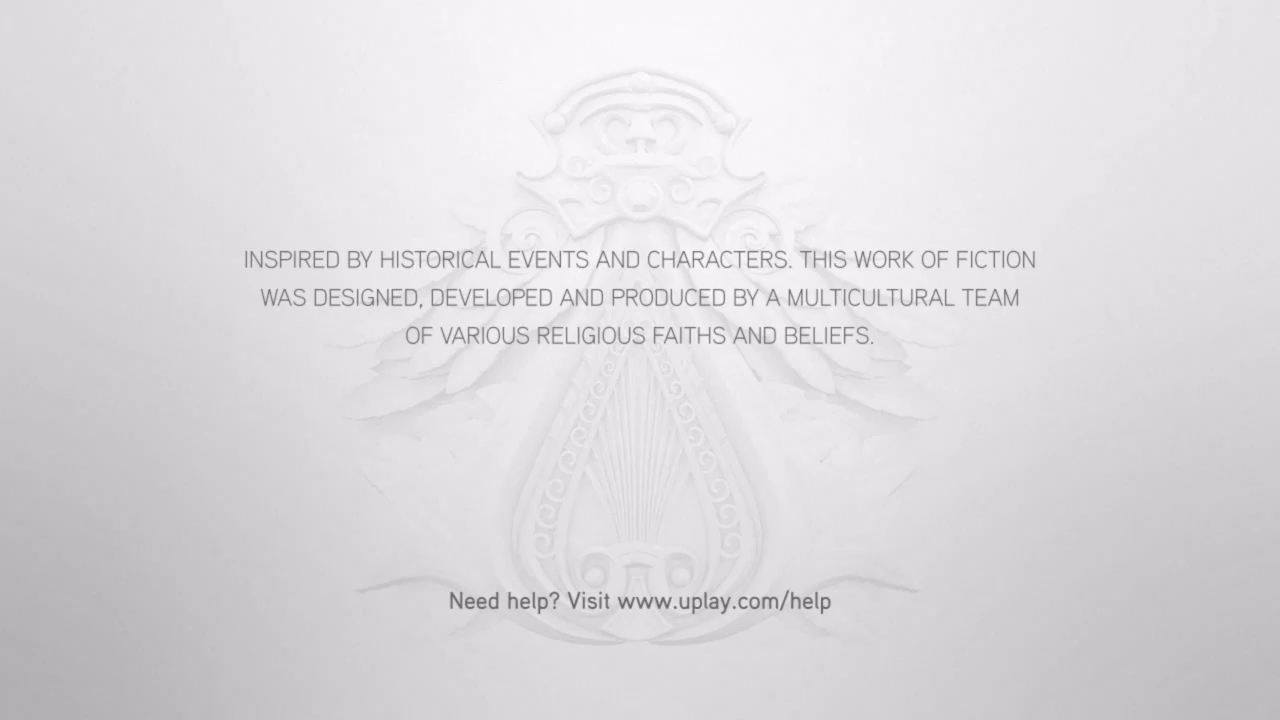 INSPIRED BY HISTORICAL EVENTS AND CHARACTERS. THIS WORK OF FICTION
WAS DESIGNED, DEVELOPED AND PRODUCED BY A MULTICULTURAL TEAM
OF VARIOUS RELIGIOUS FAITHS AND BELIEFS.
Need help? Visit www.uplay.com/help